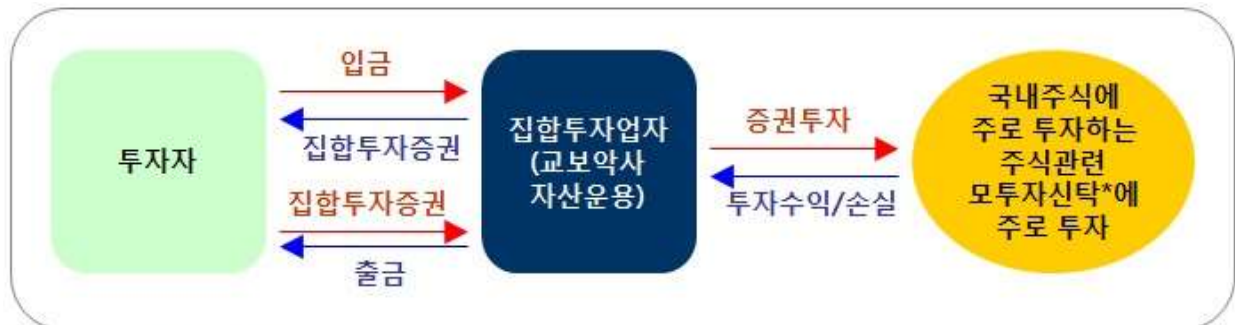 투자자
입금
집합투자증권
집합투자증권
출금
집합투자업자
(교보악사
자산운용)
증권투자
투자수익/손실
국내주식에
주로 투자하는
주식관련
모투자신탁*에
주로 투자